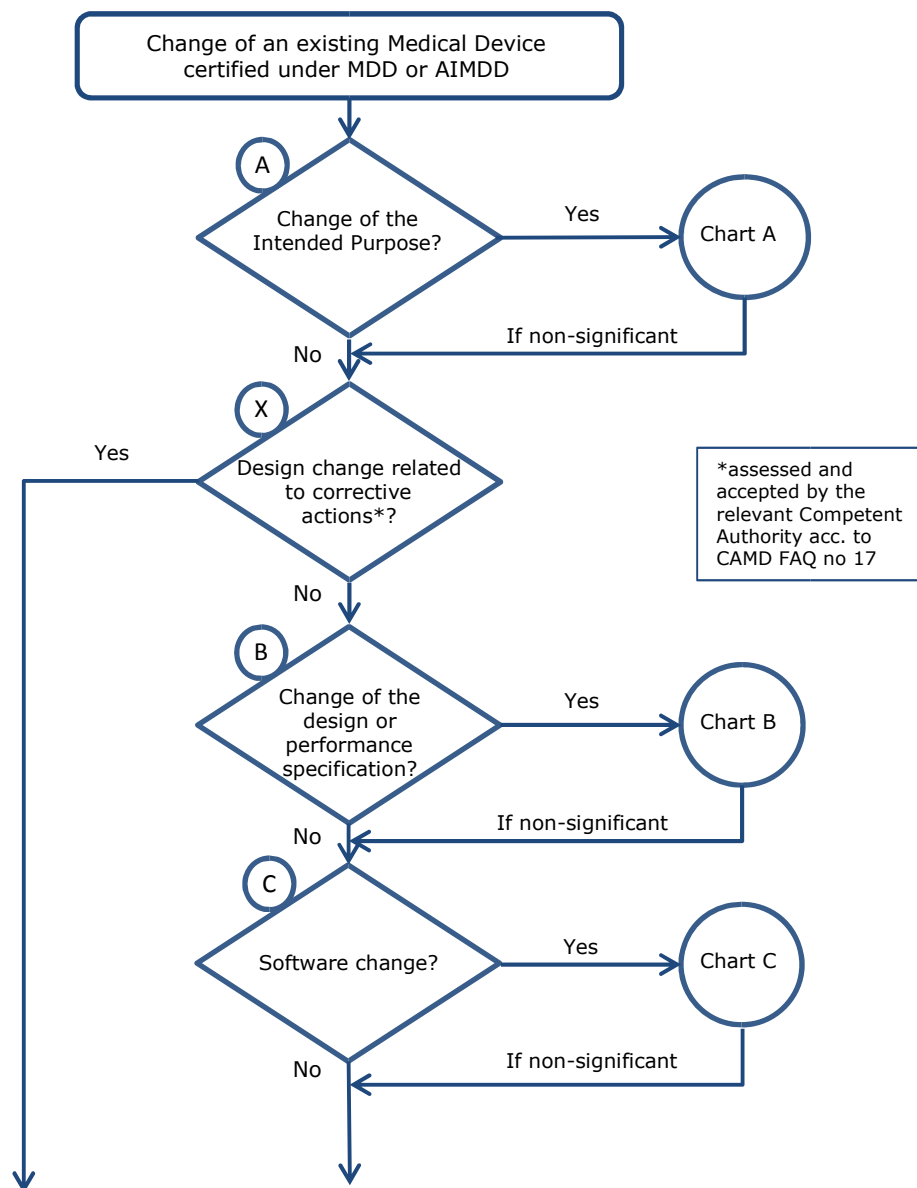 Change of an existing Medical Device
certified under MDD or AIMDD
A
Change of the
Intended Purpose?
Yes
Chart A
If non-significant
No
X
Yes
Design change related
to corrective
actions*?
*assessed and
accepted by the
relevant Competent
Authority acc. to
CAMD FAQ no 17
No
B
Change of the
design or
performance
specification?
Yes
Chart B
If non-significant
No
C
Software change?
Yes
Chart C
If non-significant
No